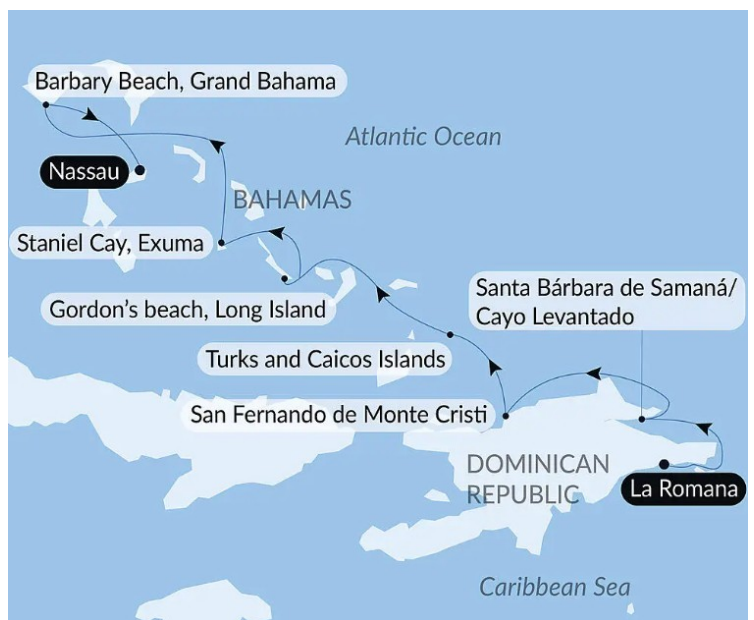 Barbary Beach, Grand Bahama
Atlantic Ocean
Nassau
BAHAMAS
Staniel Cay, Exuma
Gordon’s beach, Long Island
Santa Bárbara de Samaná/
Cayo Levantado
Turks and Caicos Islands
San Fernando de Monte Cristi
DOMINICAN
REPUBLIC
La Romana
Caribbean Sea